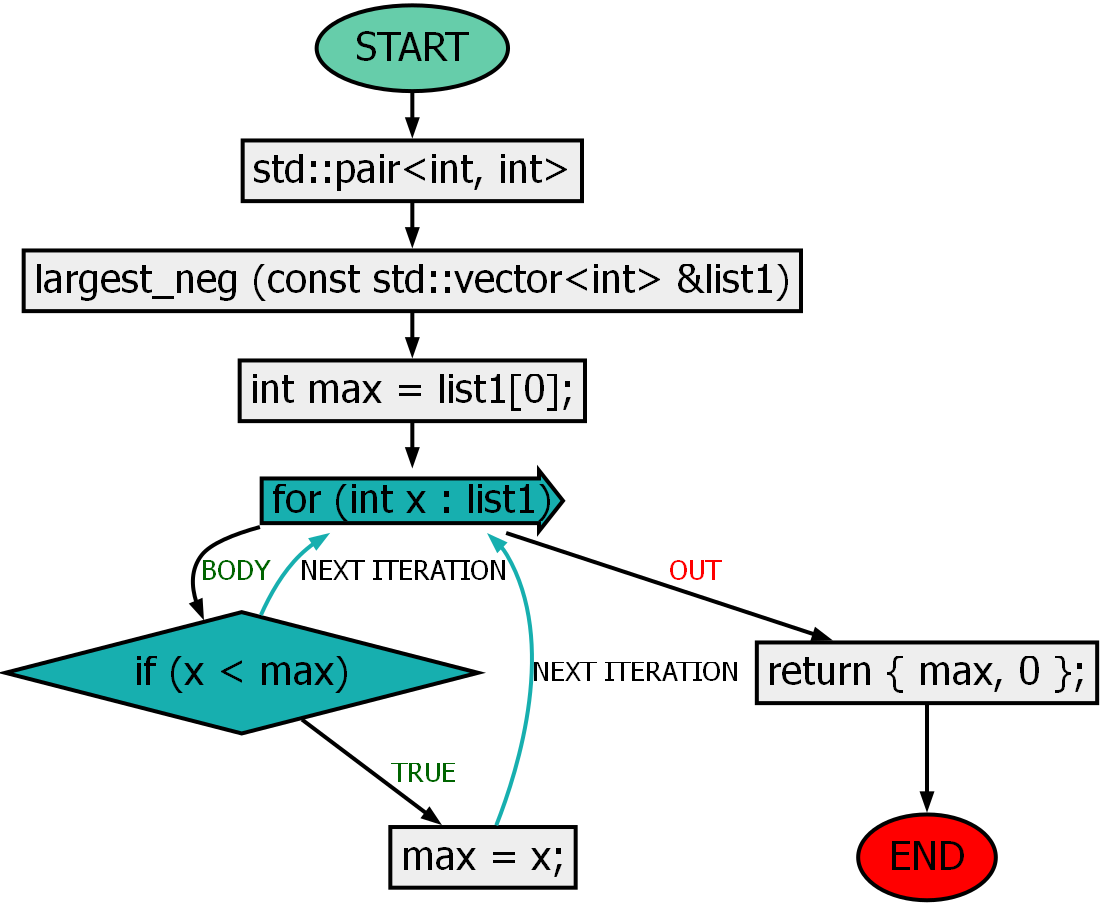 START
std::pair<int, int>
largest_neg (const std::vector<int> &list1)
int max = list1[0];
for (int x : list1)
BODY
NEXT ITERATION
OUT
if (x < max)
NEXT ITERATION
return { max, 0 };
TRUE
max = x;
END